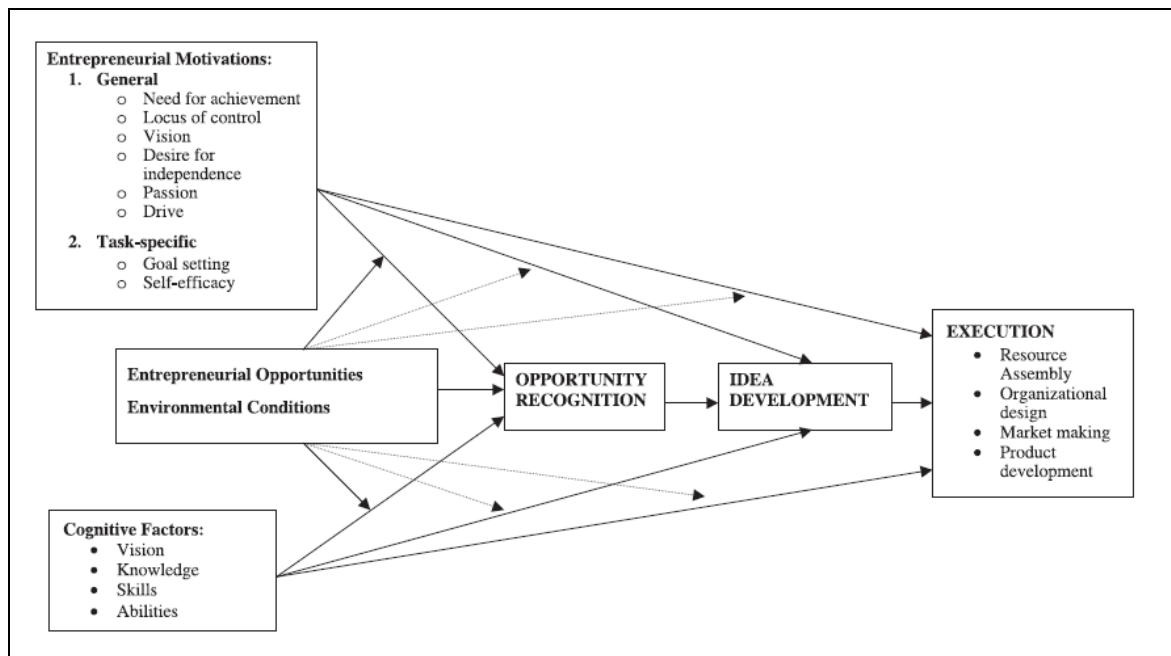 Entrepreneurial Motivations:
1. General
o Need for achievement
o Locus of control
o Vision
o Desire for
independence
o Passion
o Drive
2. Task-specific
o Goal setting
o Self-efficacy
Entrepreneurial Opportunities
Environmental Conditions
OPPORTUNITY
RECOGNITION
IDEA
DEVELOPMENT
EXECUTION
• Resource
Assembly
• Organizational
design
• Market making
• Product
development
Cognitive Factors:
• Vision
• Knowledge
• Skills
• Abilities